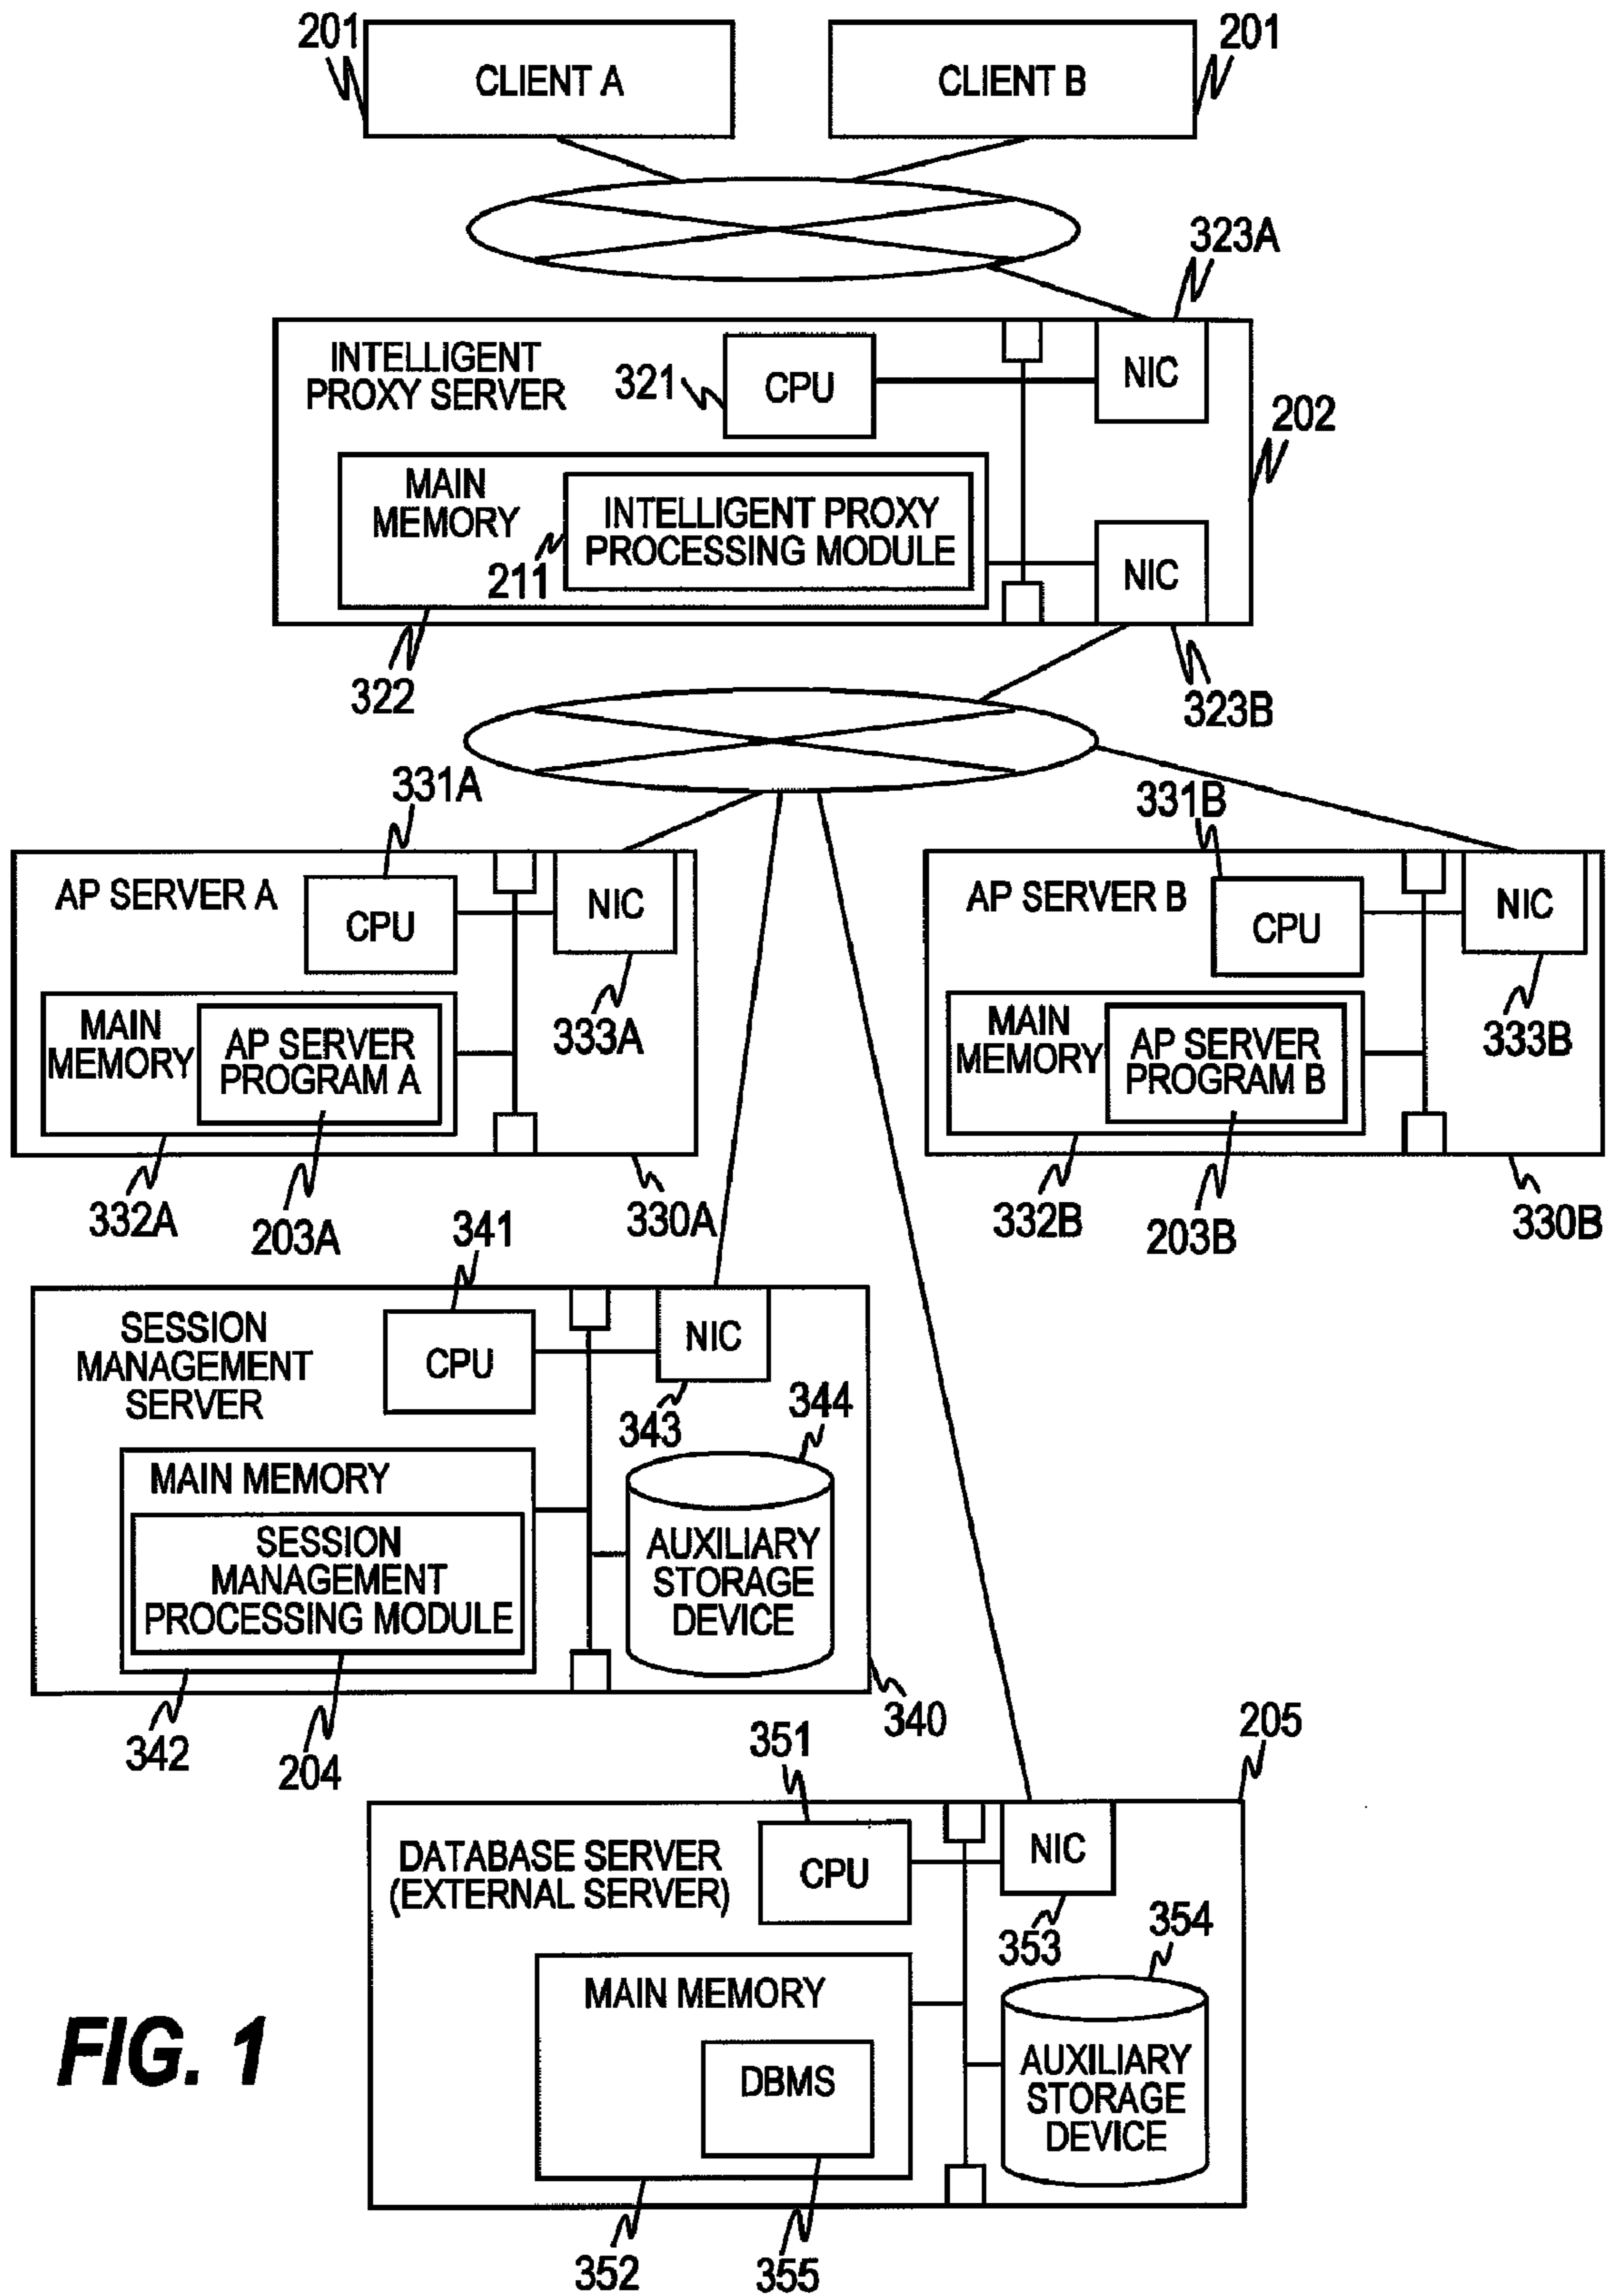 201
CLIENT A
CLIENT B
201
323A
INTELLIGENT
PROXY SERVER
321
CPU
NIC
202
MAIN
MEMORY
INTELLIGENT PROXY
PROCESSING MODULE
211
NIC
322
323B
331A
331B
AP SERVER A
CPU
NIC
333A
MAIN
MEMORY
AP SERVER
PROGRAM A
332A
203A
330A
AP SERVER B
CPU
NIC
333B
MAIN
MEMORY
AP SERVER
PROGRAM B
332B
203B
330B
341
SESSION
MANAGEMENT
SERVER
CPU
NIC
343
344
MAIN MEMORY
SESSION
MANAGEMENT
PROCESSING MODULE
AUXILIARY
STORAGE
DEVICE
342
204
340
351
205
DATABASE SERVER
(EXTERNAL SERVER)
CPU
NIC
353
354
MAIN MEMORY
DBMS
AUXILIARY
STORAGE
DEVICE
352
355
FIG. 1